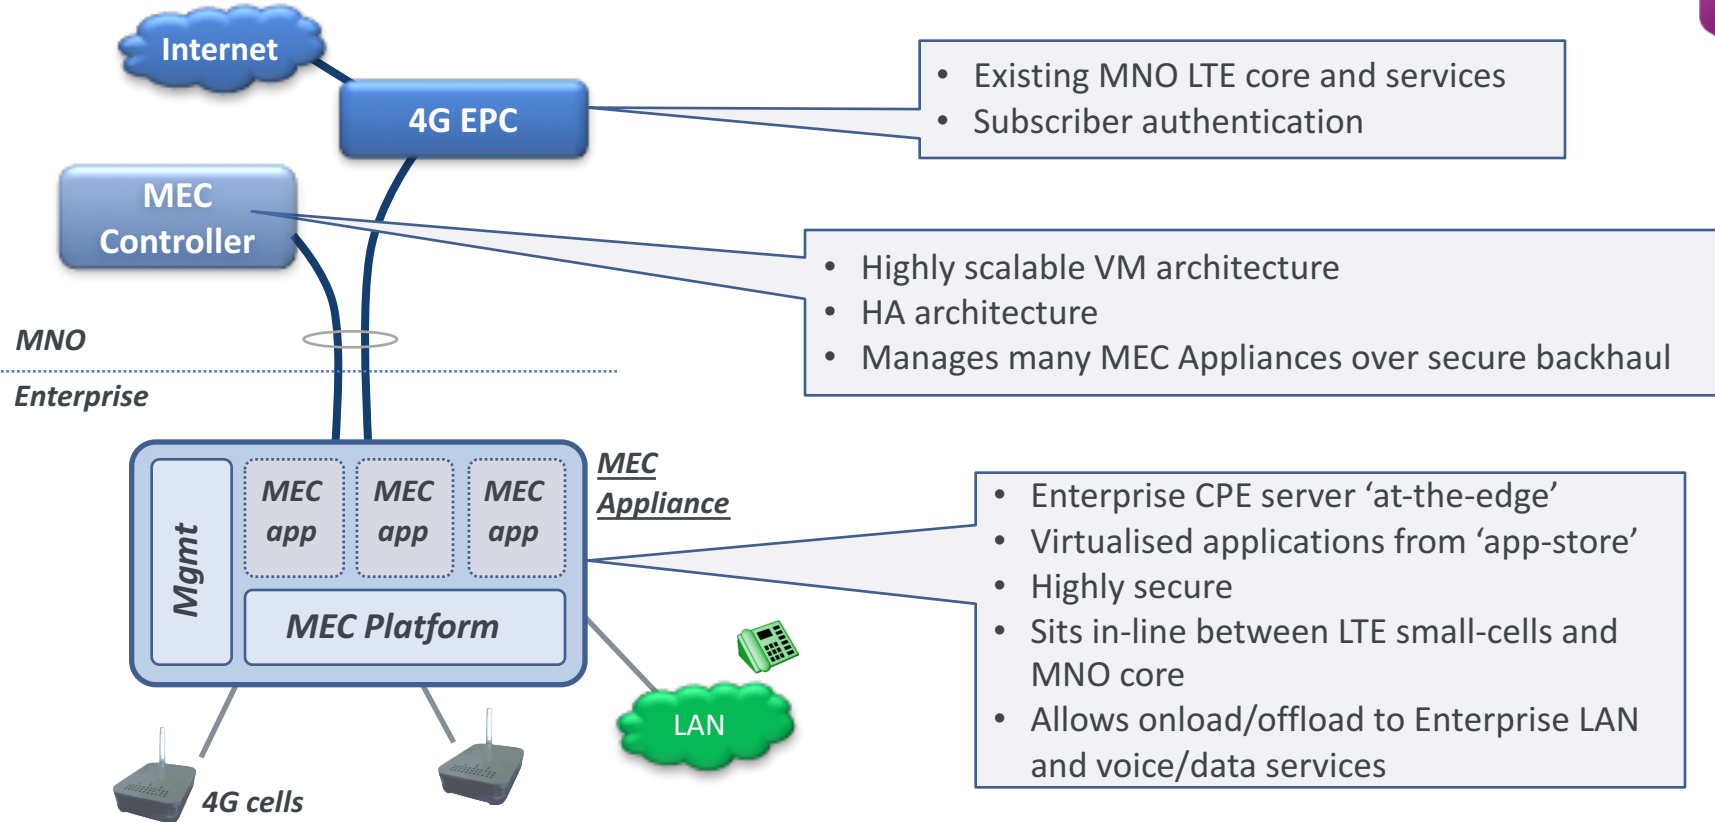 Internet
4G EPC
• Existing MNO LTE core and services
• Subscriber authentication
MEC
Controller
• Highly scalable VM architecture
• HA architecture
• Manages many MEC Appliances over secure backhaul
MNO
Enterprise
Mgmt
MEC
app
MEC
app
MEC
app
MEC Platform
MEC
Appliance
• Enterprise CPE server ‘at-the-edge’
• Virtualised applications from ‘app-store’
• Highly secure
• Sits in-line between LTE small-cells and
MNO core
• Allows onload/offload to Enterprise LAN
and voice/data services
LAN
4G cells